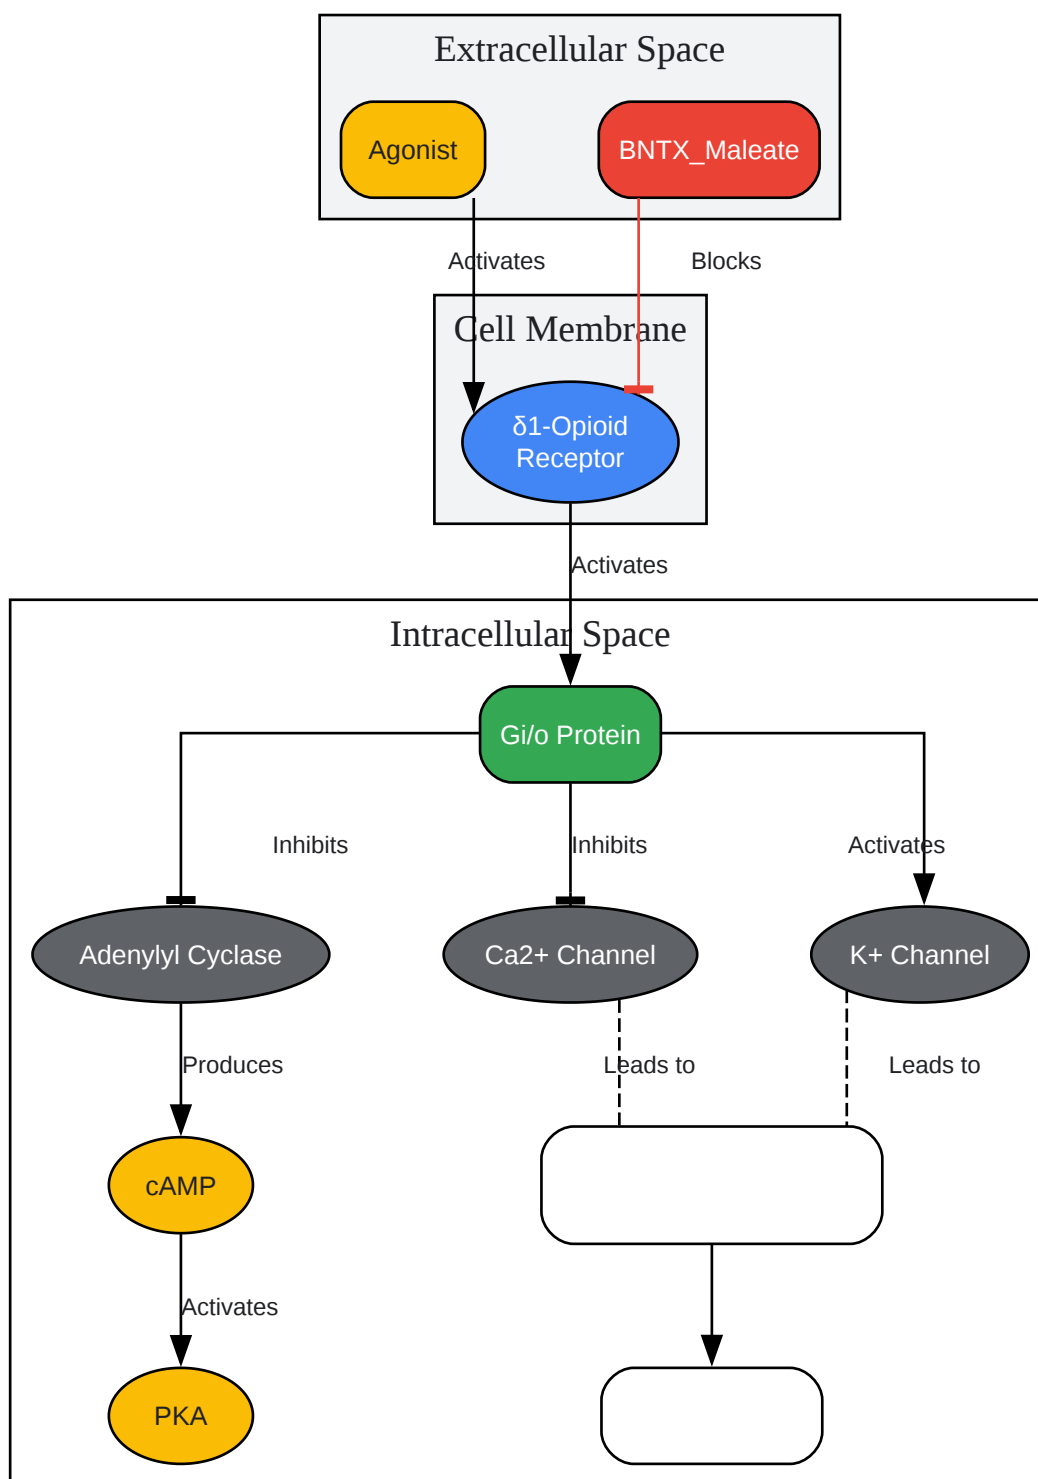 Extracellular Space
Agonist
BNTX_Maleate
Activates
Blocks
Cell Membrane
δ1-Opioid
Receptor
Activates
Intracellular Space
Gi/o Protein
Inhibits
Inhibits
Activates
Adenylyl Cyclase
Ca2+ Channel
K+ Channel
Produces
Leads to
Leads to
cAMP
Activates
PKA